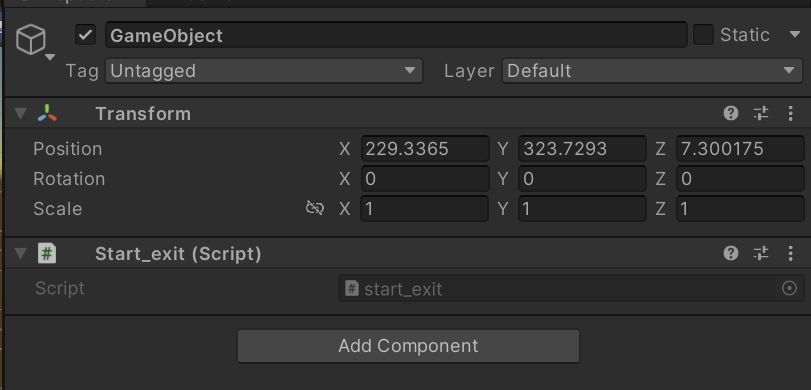 GameObject
Static
Tag Untagged Layer Default
Transform
Position X 229.3365 Y 323.7293 Z 7.300175
Rotation X 0 Y 0 Z 0
Scale X 1 Y 1 Z 1
# Start_exit (Script)
Script # start_exit
Add Component